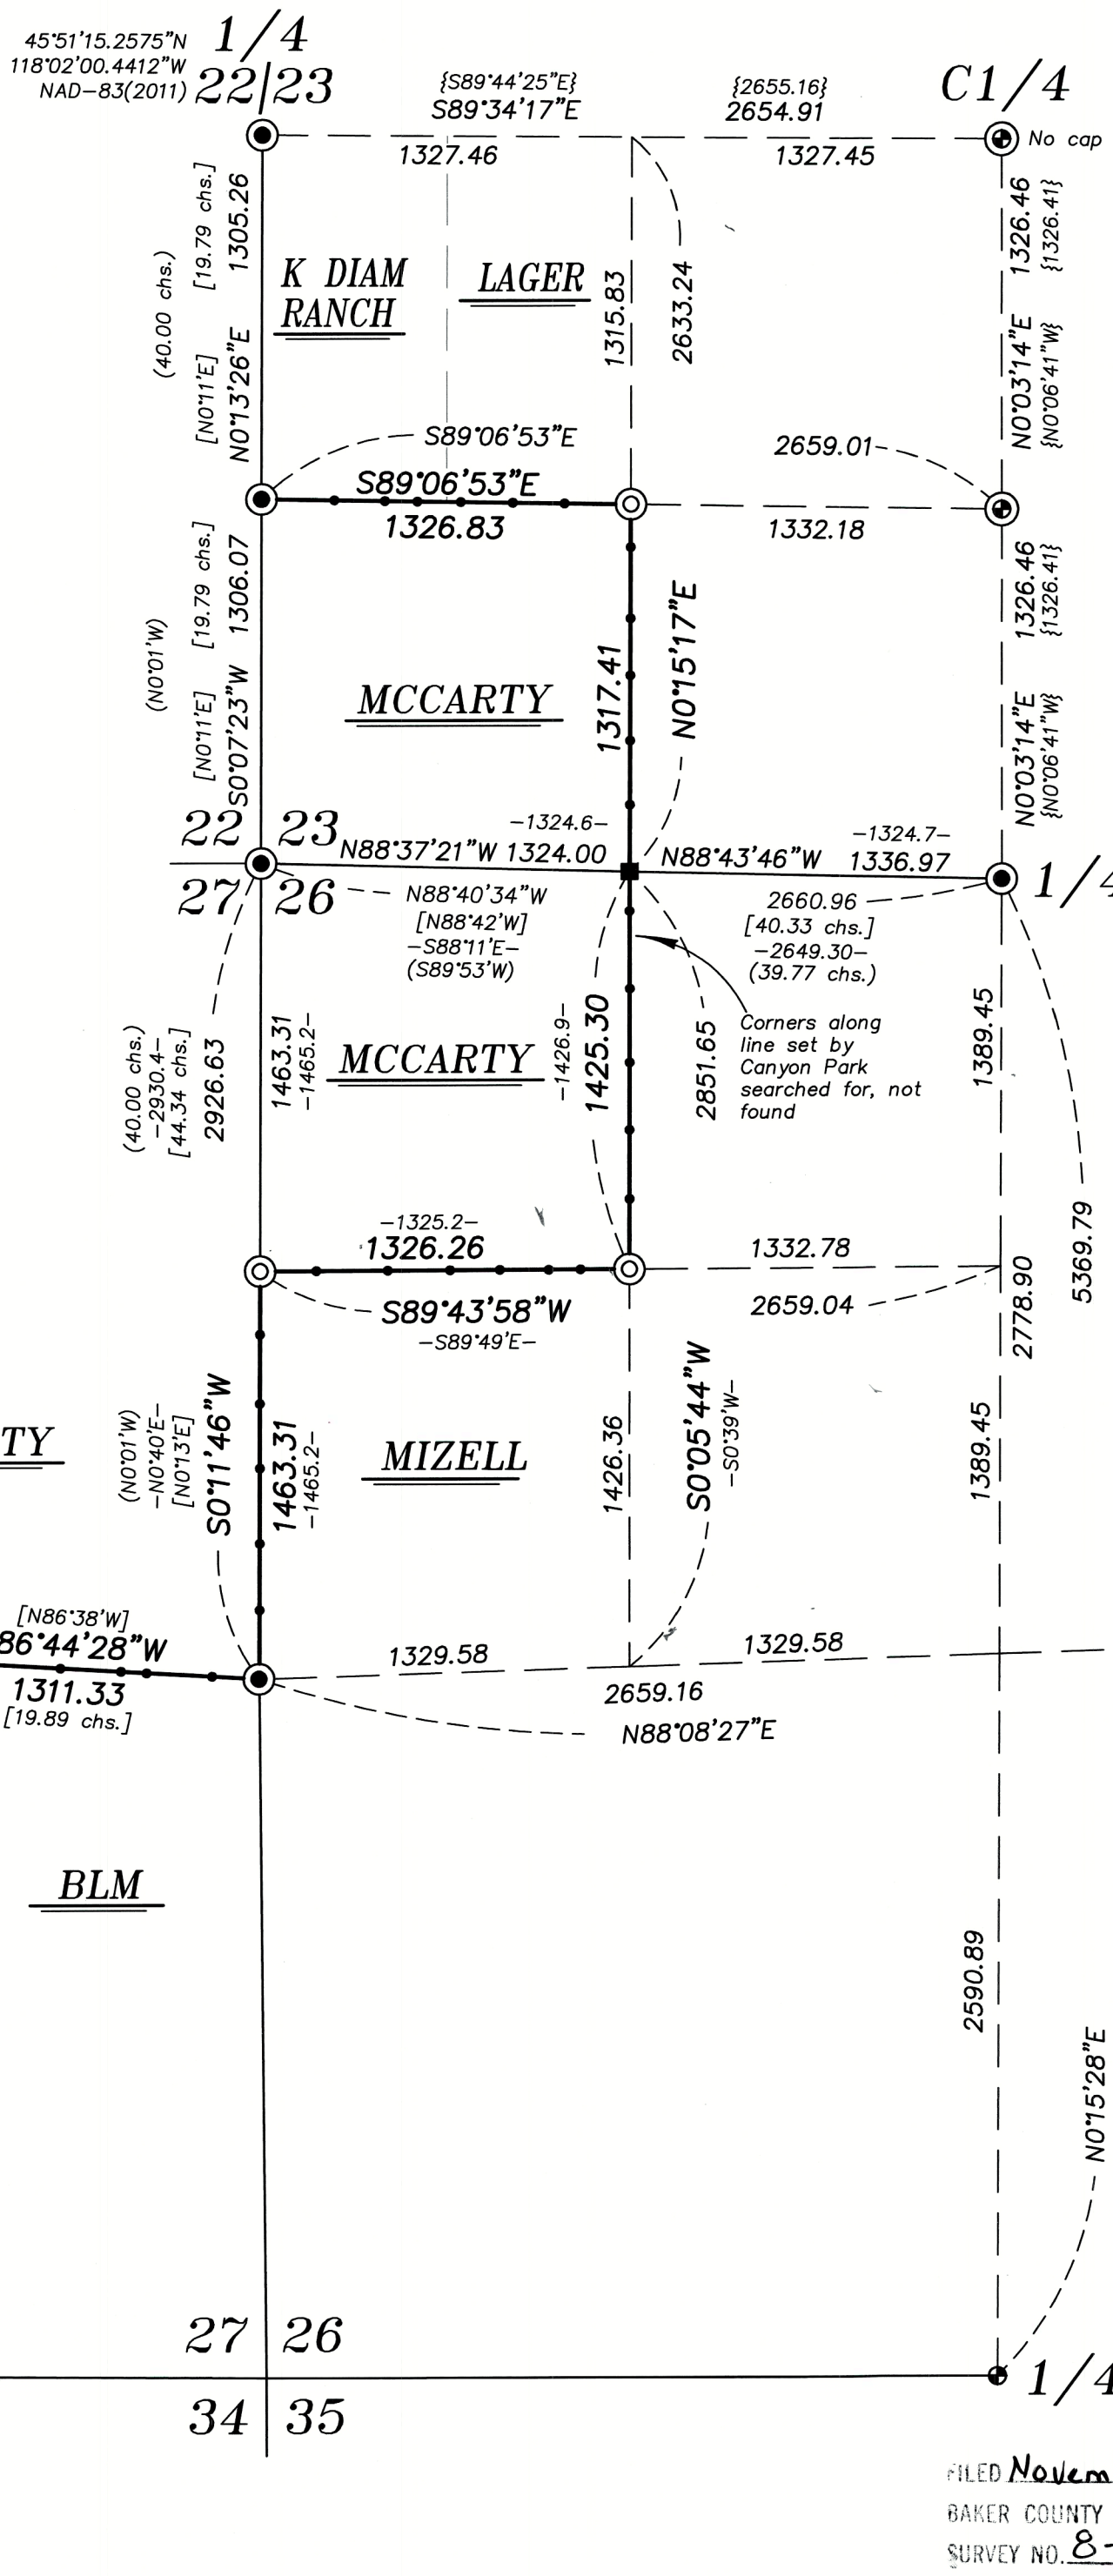 45°51'15.2575"N
118°02'00.4412"W
NAD-83(2011)
1/4
22|23
{S89°44'25"E}
S89°34'17"E
{2655.16}
2654.91
C1/4
No cap
1327.46
1327.45
[19.79 chs.]
1305.26
(40.00 chs.)
[N0°11'E]
N0°13'26"E
K DIAM
RANCH
LAGER
1315.83
2633.24
1326.46
{1326.41}
N0°03'14"E
{N0°06'41"W}
S89°06'53"E
2659.01
S89°06'53"E
1326.83
1332.18
[19.79 chs.]
1306.07
(N0°01'W)
[N0°11'E]
S0°07'23"W
MCCARTY
1317.41
N0°15'17"E
1326.46
{1326.41}
N0°03'14"E
{N0°06'41"W}
22 23
27 26
-1324.6-
N88°37'21"W 1324.00
-1324.7-
N88°43'46"W 1336.97
1/4
N88°40'34"W
[N88°42'W]
-S88°11'E-
(S89°53'W)
2660.96
[40.33 chs.]
-2649.30-
(39.77 chs.)
(40.00 chs.)
-2930.4-
[44.34 chs.]
2926.63
1463.31
-1465.2-
MCCARTY
-1426.9-
1425.30
2851.65
Corners along
line set by
Canyon Park
searched for, not
found
1389.45
5369.79
-1325.2-
1326.26
1332.78
S89°43'58"W
-S89°49'E-
2659.04
2778.90
TY
(N0°01'W)
-N0°40'E-
[N0°13'E]
S0°11'46"W
1463.31
-1465.2-
MIZELL
1426.36
S0°05'44"W
-S0°39'W-
1389.45
[N86°38'W]
86°44'28"W
1311.33
[19.89 chs.]
1329.58
1329.58
2659.16
N88°08'27"E
BLM
2590.89
N0°15'28"E
27 26
34 35
1/4
FILED Novem
BAKER COUNTY
SURVEY NO. 8-